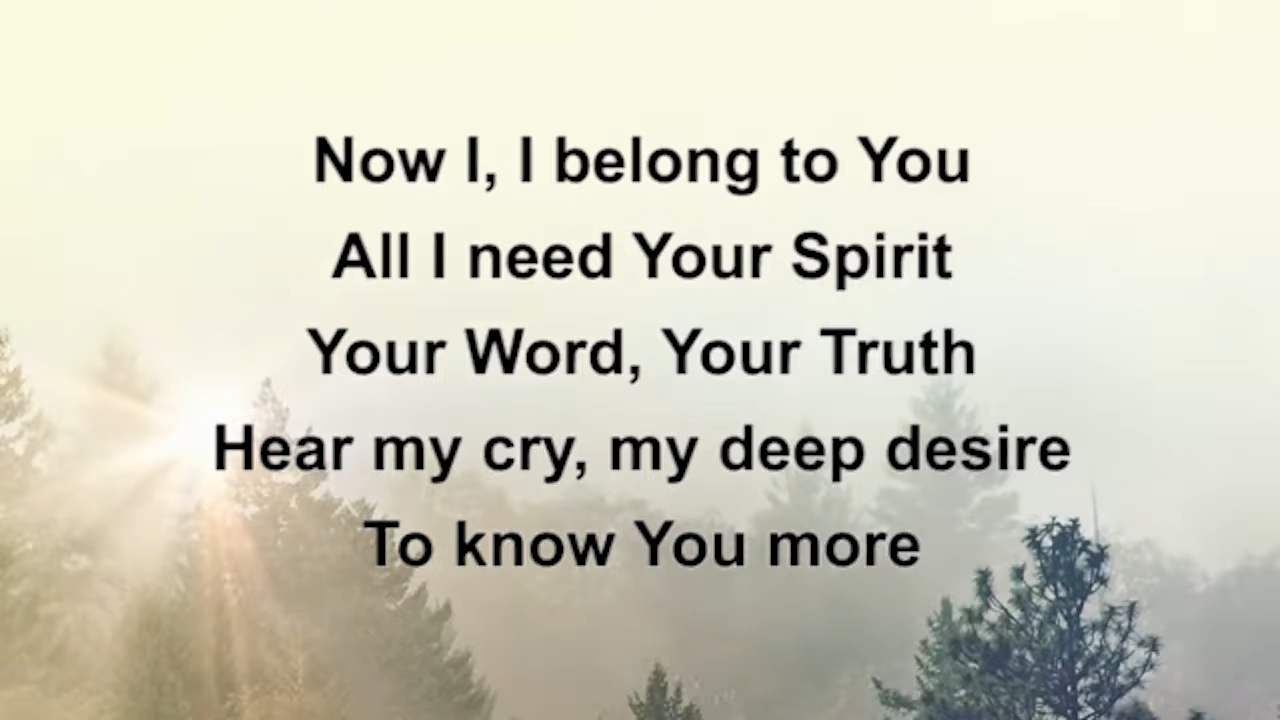 Now I, I belong to You
All I need Your Spirit
Your Word, Your Truth
Hear my cry, my deep desire
To know You more